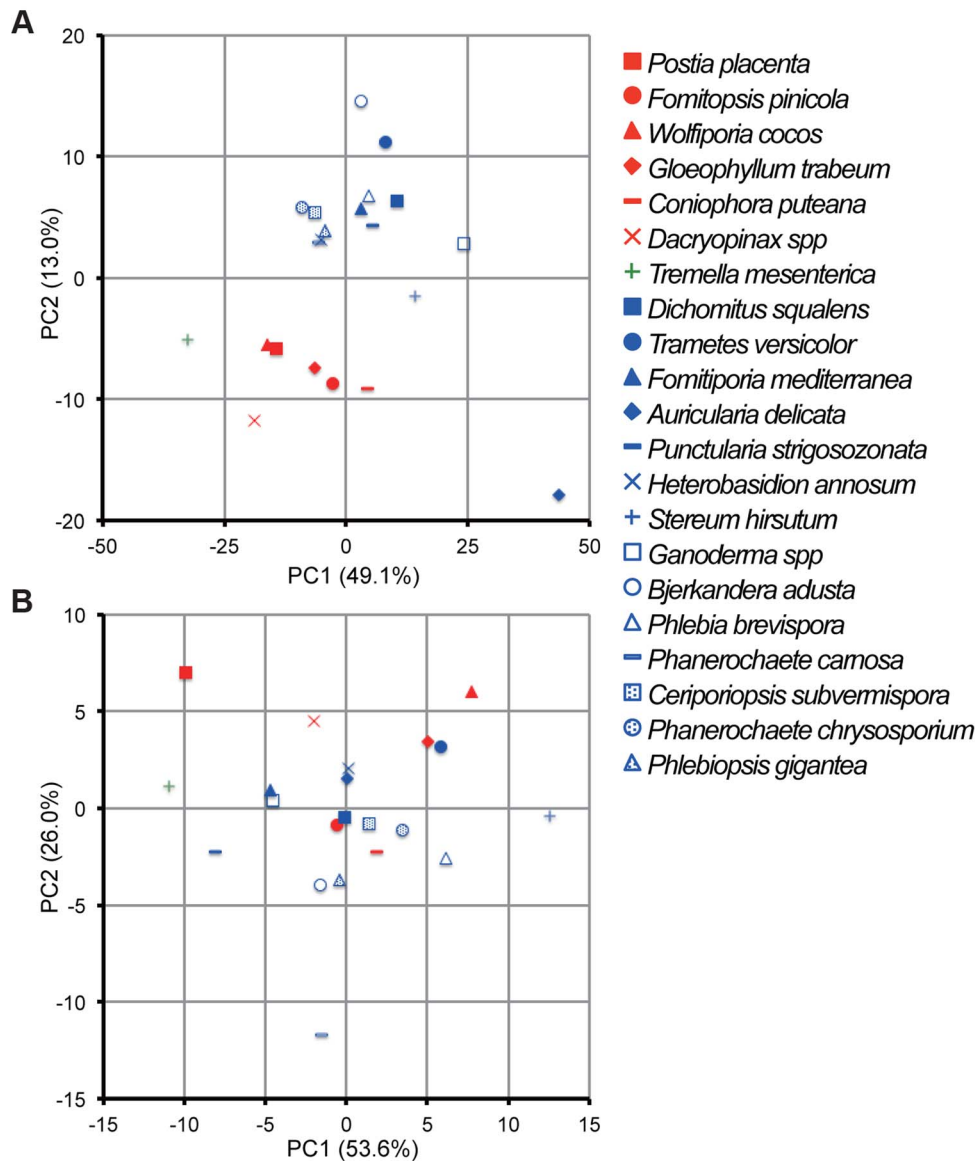 A
20
10
0
-10
-20
PC2 (13.0%)
-50
-25
0
25
50
PC1 (49.1%)
Postia placenta
Fomitopsis pinicola
Wolfiporia cocos
Gloeophyllum trabeum
Coniophora puteana
Dacryopinax spp
Tremella mesenterica
Dichomitus squalens
Trametes versicolor
Fomitiporia mediterranea
Auricularia delicata
Punctularia strigosozonata
Heterobasidion annosum
Stereum hirsutum
Ganoderma spp
Bjerkandera adusta
Phlebia brevispora
Phanerochaete carnosa
Ceriporiopsis subvermispora
Phanerochaete chrysosporium
Phlebiopsis gigantea
B
10
5
0
-5
-10
-15
PC2 (26.0%)
-15
-10
-5
0
5
10
15
PC1 (53.6%)